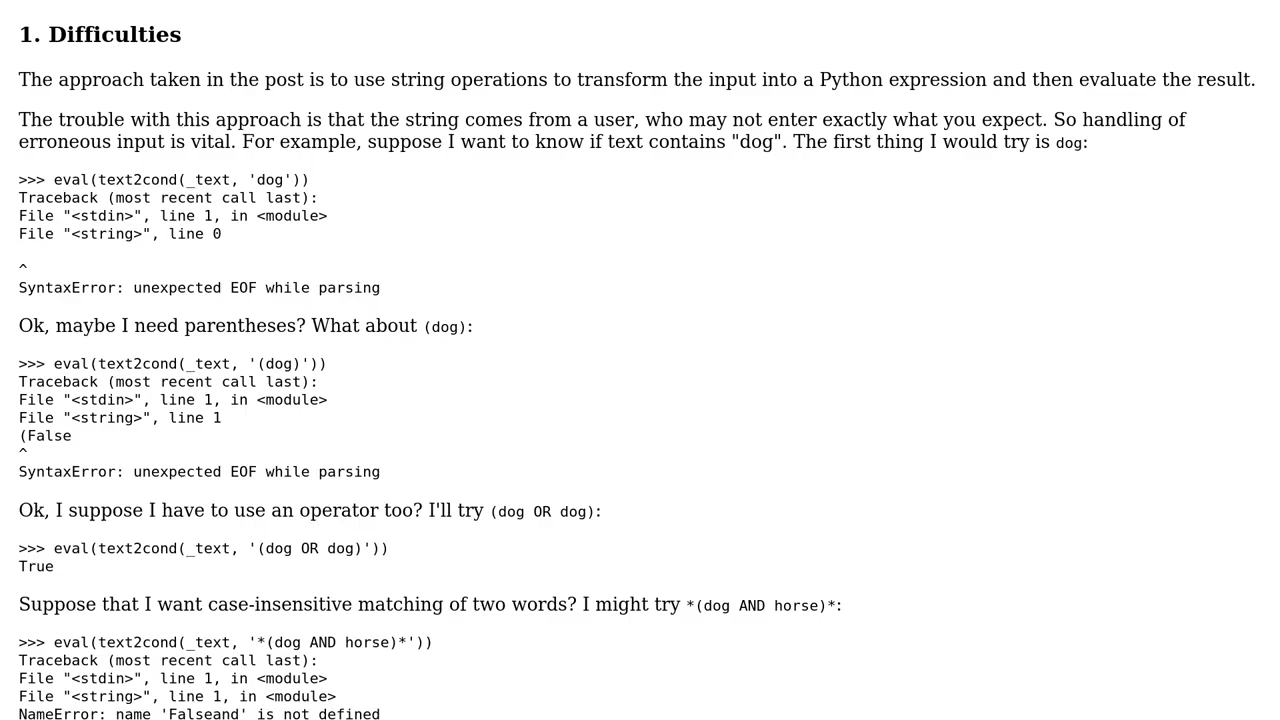 1. Difficulties
The approach taken in the post is to use string operations to transform the input into a Python expression and then evaluate the result.
The trouble with this approach is that the string comes from a user, who may not enter exactly what you expect. So handling of
erroneous input is vital. For example, suppose I want to know if text contains "dog". The first thing I would try is dog:
>>> eval(text2cond(_text, 'dog'))
Traceback (most recent call last):
File "<stdin>", line 1, in <module>
File "<string>", line 0
^
SyntaxError: unexpected EOF while parsing
Ok, maybe I need parentheses? What about (dog):
>>> eval(text2cond(_text, '(dog)'))
Traceback (most recent call last):
File "<stdin>", line 1, in <module>
File "<string>", line 1
(False
^
SyntaxError: unexpected EOF while parsing
Ok, I suppose I have to use an operator too? I'll try (dog OR dog):
>>> eval(text2cond(_text, '(dog OR dog)'))
True
Suppose that I want case-insensitive matching of two words? I might try *(dog AND horse)*:
>>> eval(text2cond(_text, '*(dog AND horse)*'))
Traceback (most recent call last):
File "<stdin>", line 1, in <module>
File "<string>", line 1, in <module>
NameError: name 'Falseand' is not defined